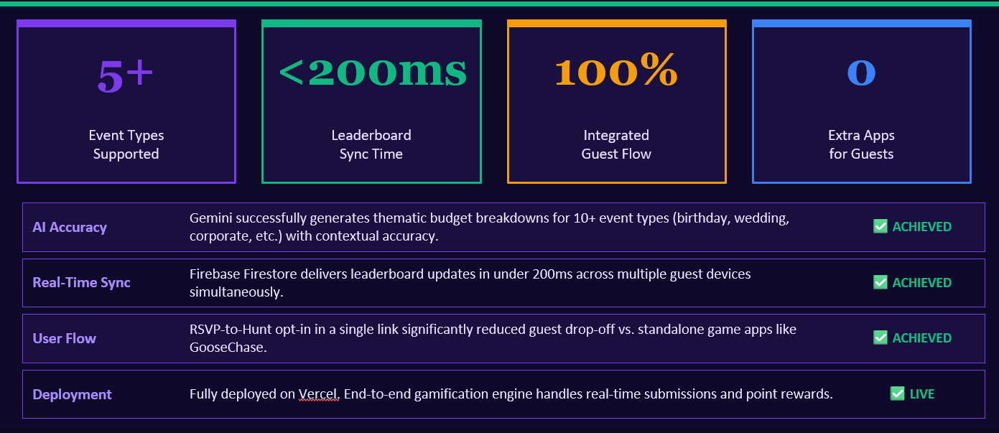 5+
<200ms
100%
0
Event Types
Supported
Leaderboard
Sync Time
Integrated
Guest Flow
Extra Apps
for Guests
AI Accuracy
Gemini successfully generates thematic budget breakdowns for 10+ event types (birthday, wedding,
corporate, etc.) with contextual accuracy.
✅ ACHIEVED
Real-Time Sync
Firebase Firestore delivers leaderboard updates in under 200ms across multiple guest devices
simultaneously.
✅ ACHIEVED
User Flow
RSVP-to-Hunt opt-in in a single link significantly reduced guest drop-off vs. standalone game apps like
GooseChase.
✅ ACHIEVED
Deployment
Fully deployed on Vercel. End-to-end gamification engine handles real-time submissions and point rewards.
✅ LIVE